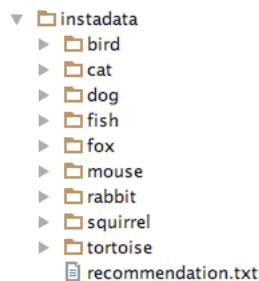 instadata
bird
cat
dog
fish
fox
mouse
rabbit
squirrel
tortoise
recommendation.txt